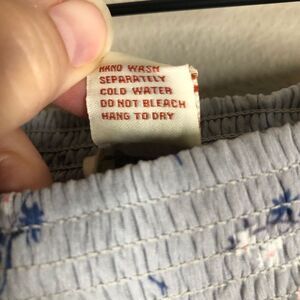 HAND WASH
SEPARATELY
COLD WATER
DO NOT BLEACH
HANG TO DRY